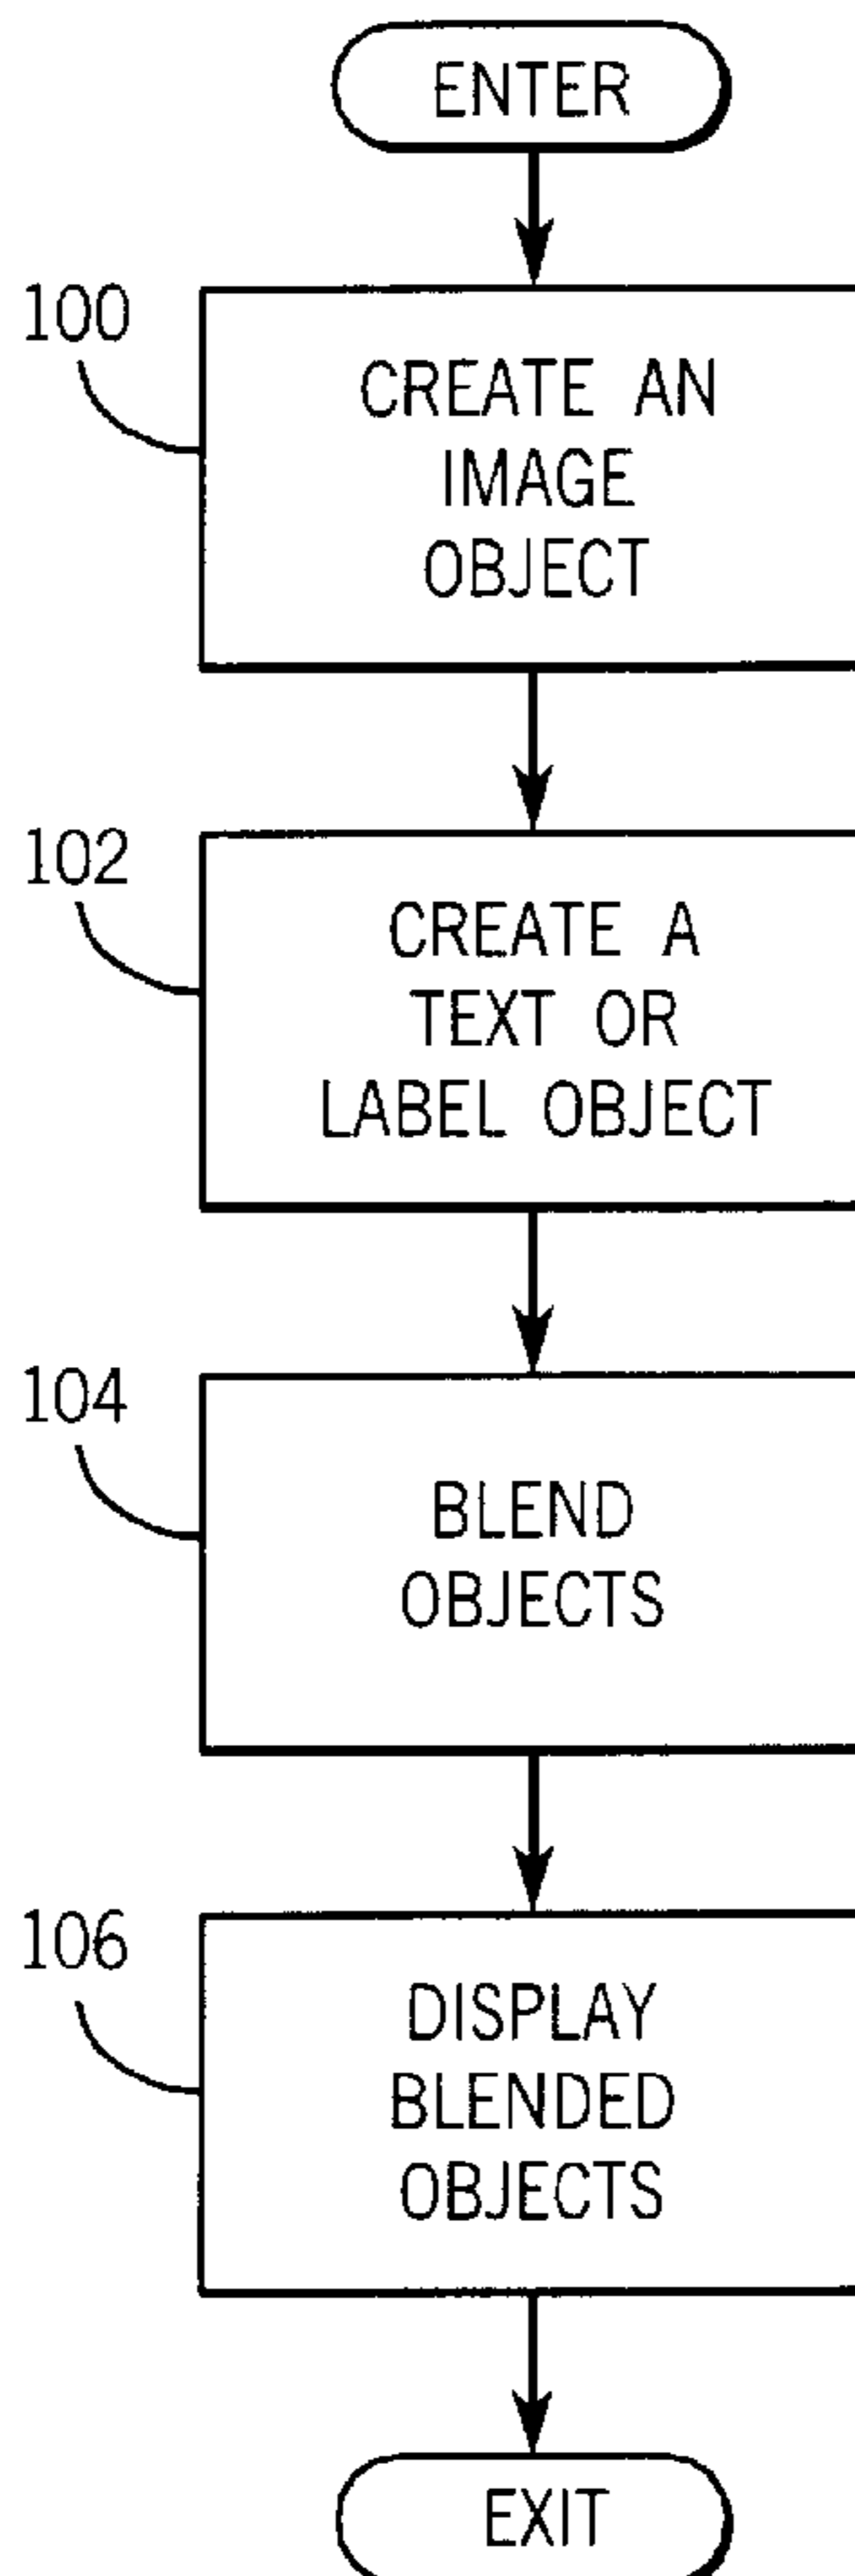 ENTER
100
CREATE AN
IMAGE
OBJECT
102
CREATE A
TEXT OR
LABEL OBJECT
104
BLEND
OBJECTS
106
DISPLAY
BLENDED
OBJECTS
EXIT